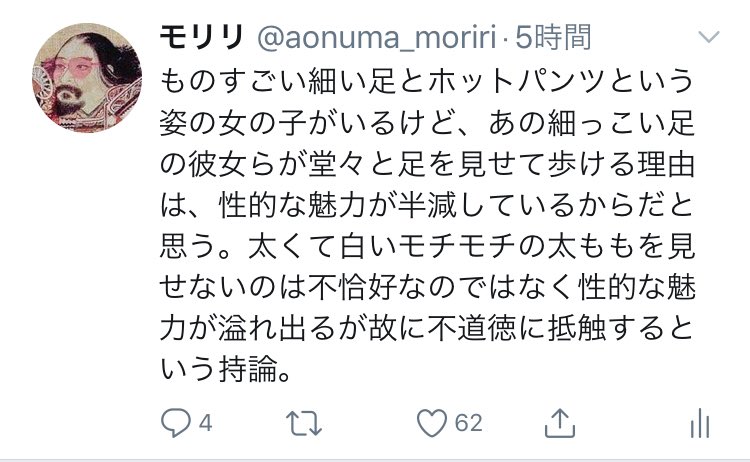 モリリ @aonuma_moriri · 5時間
ものすごい細い足とホットパンツという
姿の女の子がいるけど、あの細っこい足
の彼女らが堂々と足を見せて歩ける理由
は、性的な魅力が半減しているからだと
思う。太くて白いモチモチの太ももを見
せないのは不恰好なのではなく性的な魅
力が溢れ出るが故に不道徳に抵触すると
いう持論。
4 62